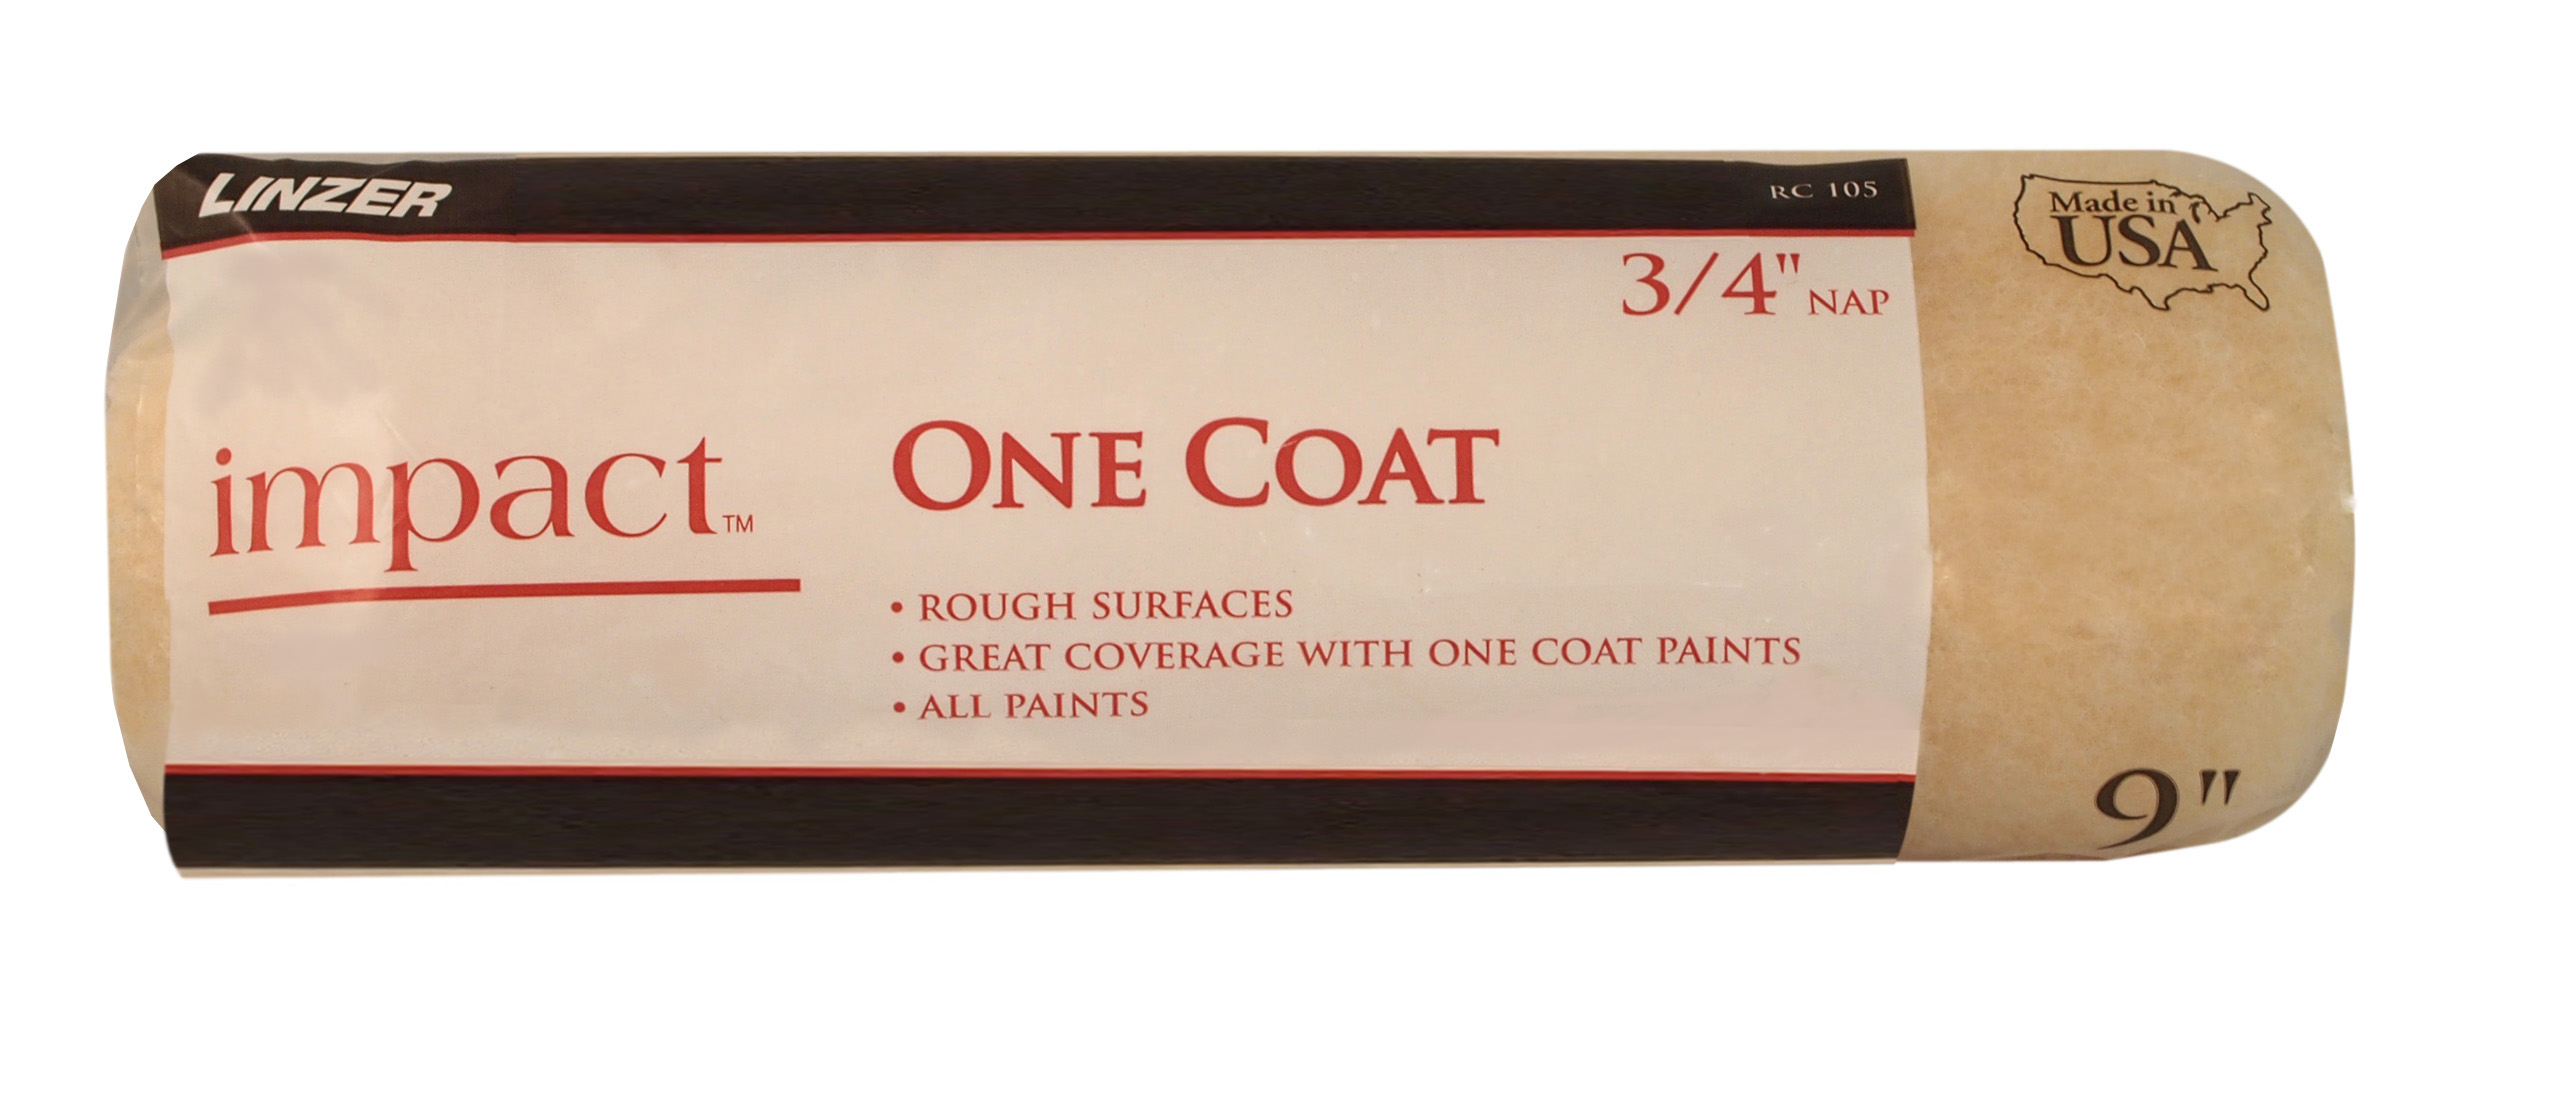 LINZER
RC 105
Made in
USA
3/4" NAP
impact™
ONE COAT
• ROUGH SURFACES
• GREAT COVERAGE WITH ONE COAT PAINTS
• ALL PAINTS
9"